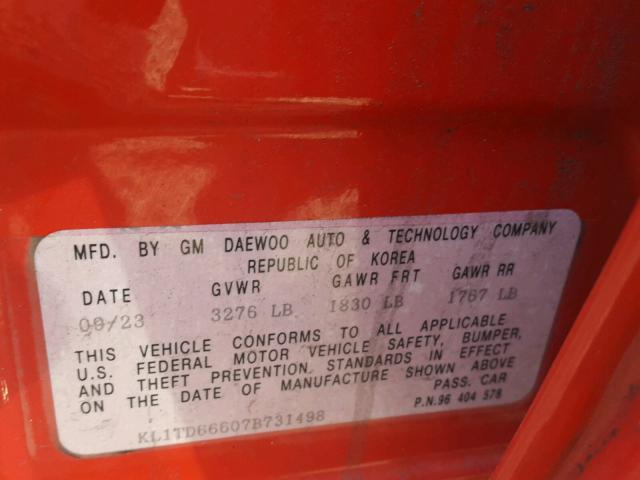 MFD. BY GM DAEWOO AUTO & TECHNOLOGY COMPANY
REPUBLIC OF KOREA
DATE GVWR GAWR FRT GAWR RR
3276 LB 1830 LB 1767 LB
THIS VEHICLE CONFORMS TO ALL APPLICABLE
U.S. FEDERAL MOTOR VEHICLE SAFETY, BUMPER,
AND THEFT PREVENTION STANDARDS IN EFFECT
ON THE DATE OF MANUFACTURE SHOWN ABOVE
PASS. CAR
KL1TD66607B731498 P.N.96 404 578